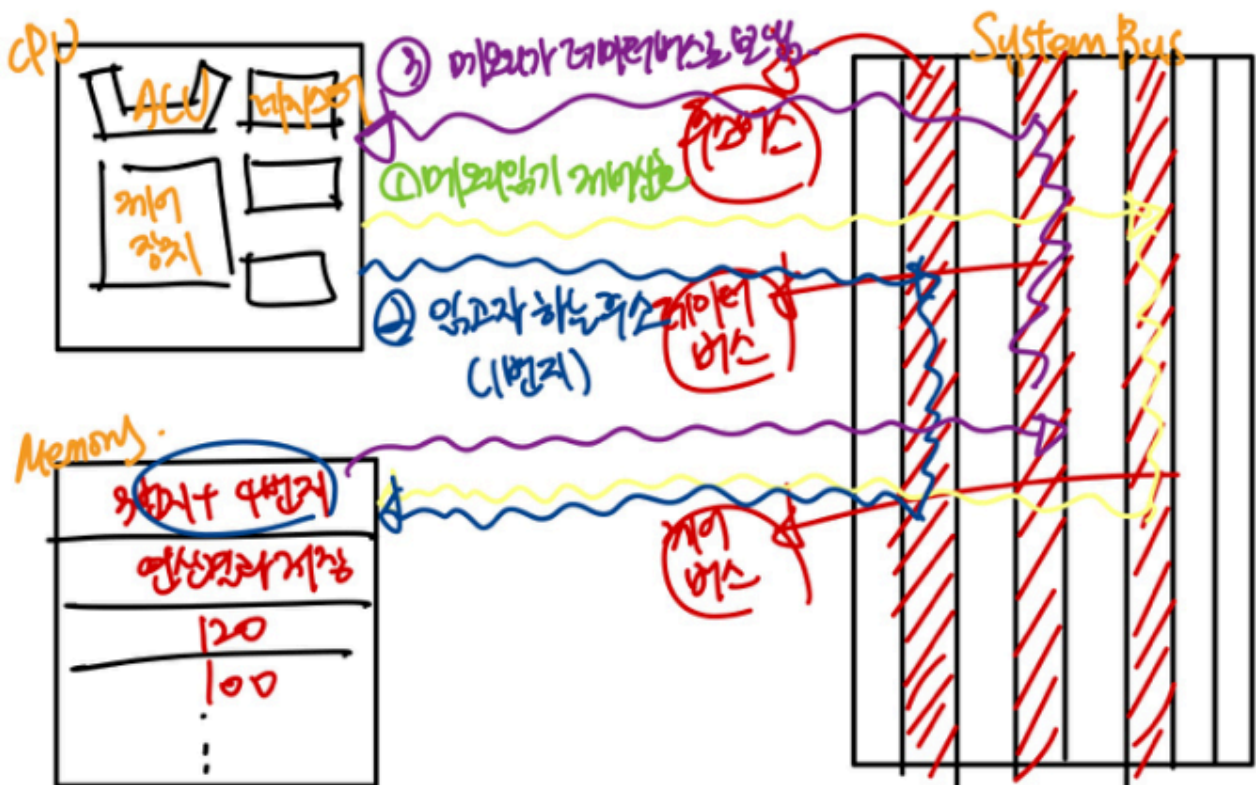 CPU
System Bus
③ 메모리가 데이터버스로 보냄
ALU
레지스터
주소버스
① 메모리읽기 제어신호
제어
장치
② 읽고자 하는 주소
(1번지)
데이터
버스
Memory.
3번지+ 4번지
제어
버스
연산결과저장
120
100